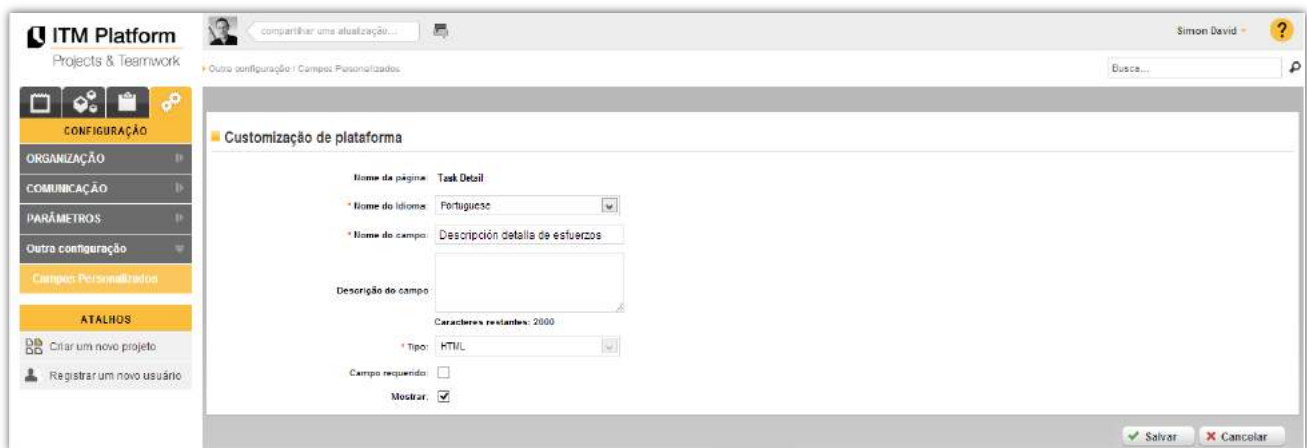 ITM Platform
Projects & Teamwork
compartilhar uma atualização...
Simon David
?
Outra configuração / Campos Personalizados
Busca...
CONFIGURAÇÃO
ORGANIZAÇÃO
COMUNICAÇÃO
PARÂMETROS
Outra configuração
Campos Personalizados
ATALHOS
Criar um novo projeto
Registrar um novo usuário
Customização de plataforma
Nome da página: Task Detail
* Nome do Idioma: Portuguese
* Nome do campo: Descripción detalla de esfuerzos
Descrição do campo
Caracteres restantes: 2000
* Tipo: HTML
Campo requerido:
Mostrar:
Salvar
Cancelar